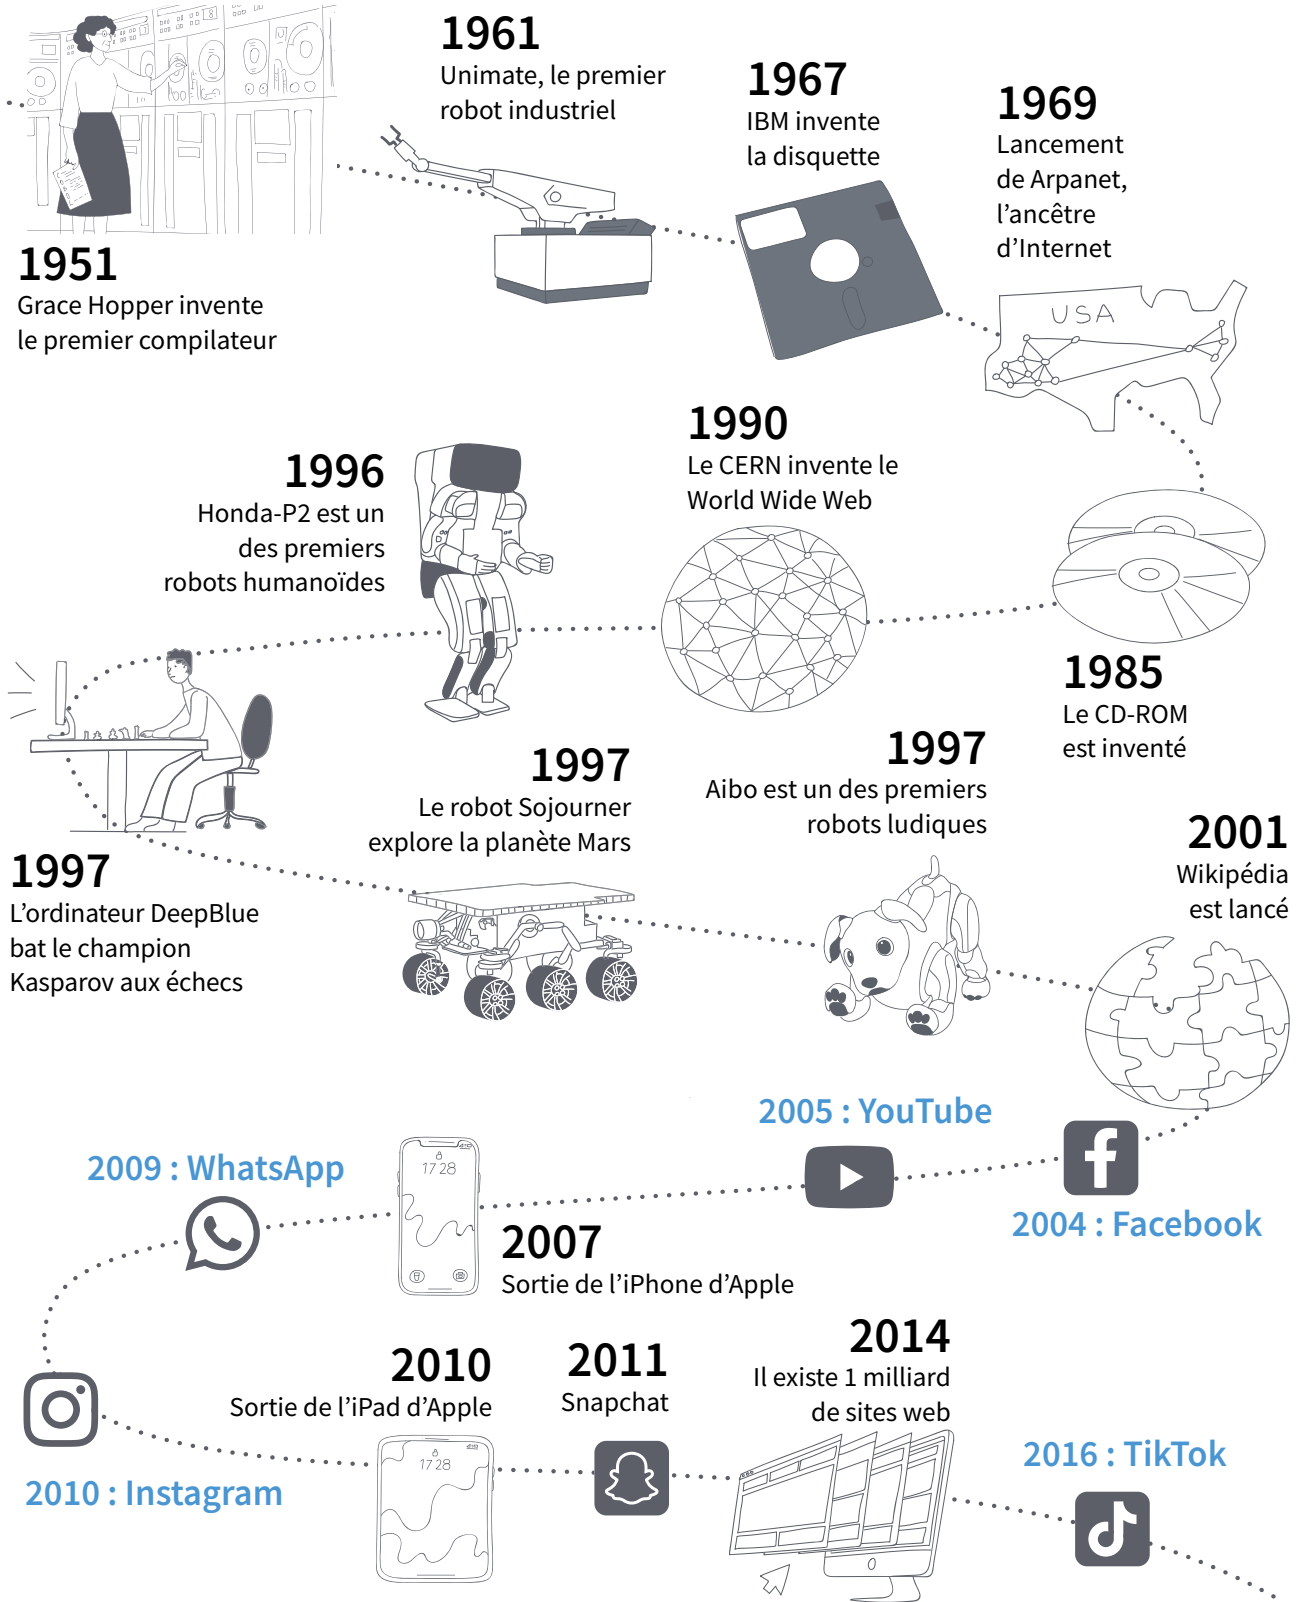 1951
Grace Hopper invente
le premier compilateur
1961
Unimate, le premier
robot industriel
1967
IBM invente
la disquette
1969
Lancement
de Arpanet,
l’ancêtre
d’Internet
USA
1985
Le CD-ROM
est inventé
1990
Le CERN invente le
World Wide Web
1996
Honda-P2 est un
des premiers
robots humanoïdes
1997
L’ordinateur DeepBlue
bat le champion
Kasparov aux échecs
1997
Le robot Sojourner
explore la planète Mars
1997
Aibo est un des premiers
robots ludiques
2001
Wikipédia
est lancé
2004 : Facebook
2005 : YouTube
17 28
2007
Sortie de l’iPhone d’Apple
2009 : WhatsApp
2010 : Instagram
2010
Sortie de l’iPad d’Apple
17 28
2011
Snapchat
2014
Il existe 1 milliard
de sites web
2016 : TikTok